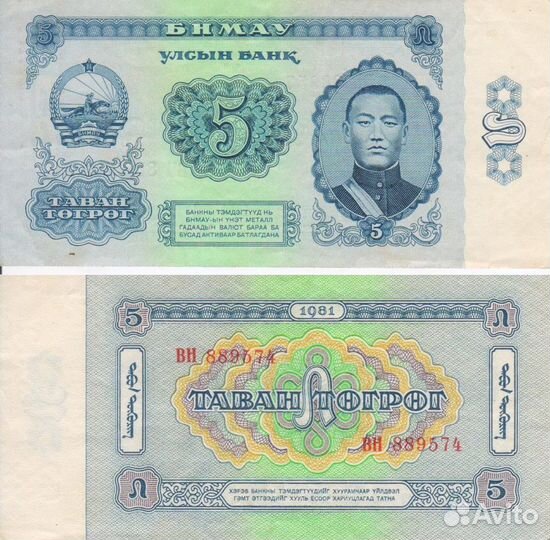 5 БНМАУ
УЛСЫН БАНК
5
ТАВАН
ТӨГРӨГ
БАНКНЫ ТЭМДЭГТҮҮД НЬ
БНМАУ-ЫН ҮНЭТ МЕТАЛЛ
ГАДААДЫН ВАЛЮТ БАРАА БА
БУСАД АКТИВААР БАТЛАГДАНА
5
5 1981
ВН 889574
ТАВАН ТӨГРӨГ
ВН 889574
ХЭРЭВ БАНКНЫ ТЭМДЭГТҮҮДИЙГ ХУУРАМЧААР ҮЙЛДВЭЛ
ГЭМТ ЭТГЭЭДИЙГ ХУУЛЬ ЁСООР ХАРИУЦЛАГАД ТАТНА
5
Avito